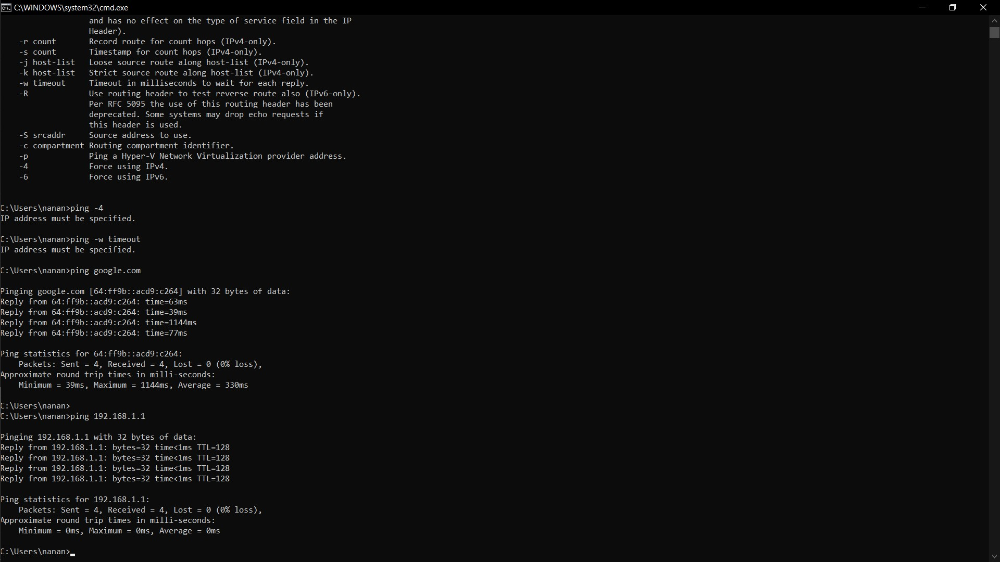 C:\WINDOWS\system32\cmd.exe
and has no effect on the type of service field in the IP
Header).
-r count Record route for count hops (IPv4-only).
-s count Timestamp for count hops (IPv4-only).
-j host-list Loose source route along host-list (IPv4-only).
-k host-list Strict source route along host-list (IPv4-only).
-w timeout Timeout in milliseconds to wait for each reply.
-R Use routing header to test reverse route also (IPv6-only).
Per RFC 5095 the use of this routing header has been
deprecated. Some systems may drop echo requests if
this header is used.
-S srcaddr Source address to use.
-c compartment Routing compartment identifier.
-p Ping a Hyper-V Network Virtualization provider address.
-4 Force using IPv4.
-6 Force using IPv6.
C:\Users\nanan>ping -4
IP address must be specified.
C:\Users\nanan>ping -w timeout
IP address must be specified.
C:\Users\nanan>ping google.com
Pinging google.com [64:ff9b::acd9:c264] with 32 bytes of data:
Reply from 64:ff9b::acd9:c264: time=63ms
Reply from 64:ff9b::acd9:c264: time=39ms
Reply from 64:ff9b::acd9:c264: time=1144ms
Reply from 64:ff9b::acd9:c264: time=77ms
Ping statistics for 64:ff9b::acd9:c264:
Packets: Sent = 4, Received = 4, Lost = 0 (0% loss),
Approximate round trip times in milli-seconds:
Minimum = 39ms, Maximum = 1144ms, Average = 330ms
C:\Users\nanan>
C:\Users\nanan>ping 192.168.1.1
Pinging 192.168.1.1 with 32 bytes of data:
Reply from 192.168.1.1: bytes=32 time<1ms TTL=128
Reply from 192.168.1.1: bytes=32 time<1ms TTL=128
Reply from 192.168.1.1: bytes=32 time<1ms TTL=128
Reply from 192.168.1.1: bytes=32 time<1ms TTL=128
Ping statistics for 192.168.1.1:
Packets: Sent = 4, Received = 4, Lost = 0 (0% loss),
Approximate round trip times in milli-seconds:
Minimum = 0ms, Maximum = 0ms, Average = 0ms
C:\Users\nanan>